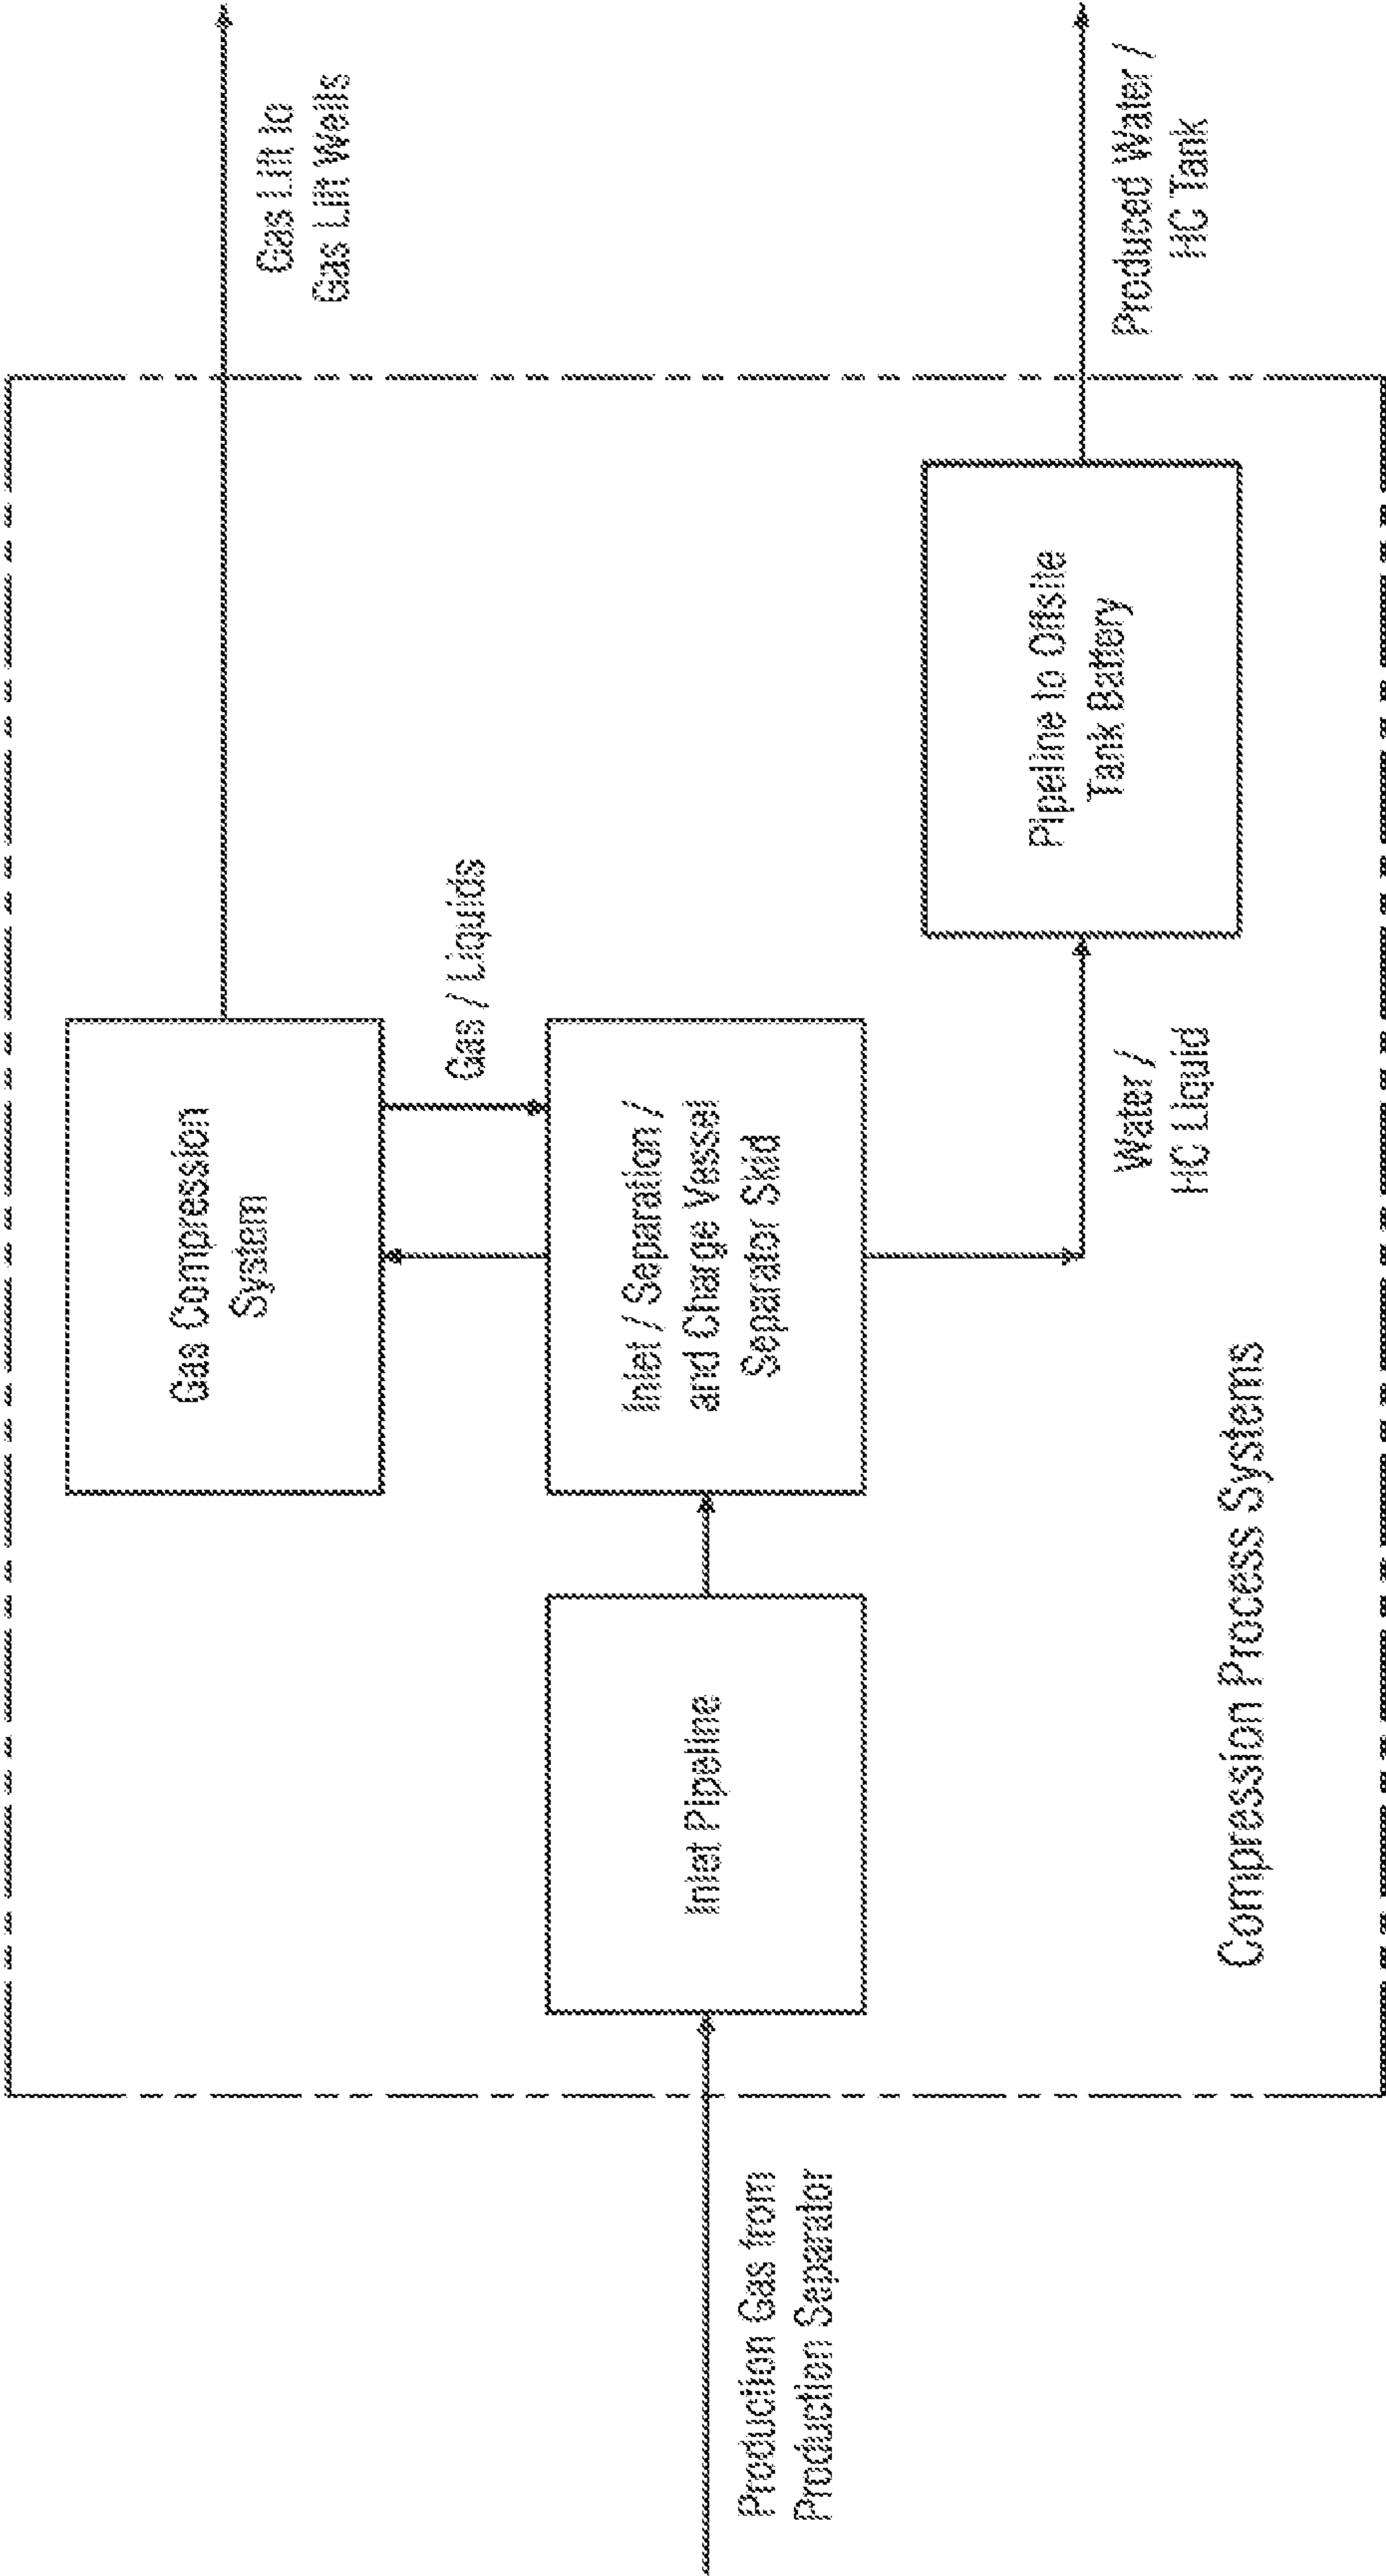 Production Gas from
Production Separator
Inlet Pipeline
Inlet / Separation /
and Charge Vessel
Separator Skid
Gas Compression
System
Gas / Liquids
Water /
HC Liquid
Pipeline to Offsite
Tank Battery
Gas Lift to
Gas Lift Wells
Produced Water /
HC Tank
Compression Process Systems